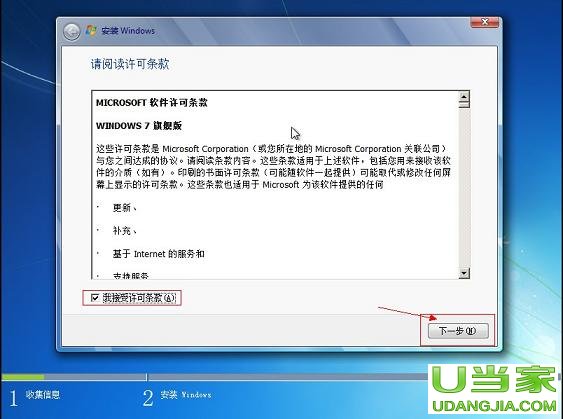 安装 Windows
请阅读许可条款
MICROSOFT 软件许可条款
WINDOWS 7 旗舰版
这些许可条款是 Microsoft Corporation（或您所在地的 Microsoft Corporation 关联公司）
与您之间达成的协议。请阅读条款内容。这些条款适用于上述软件，包括您用来接收该软
件的介质（如有）。印刷的书面许可条款（可能随软件一起提供）可能取代或修改任何屏
幕上显示的许可条款。这些条款也适用于 Microsoft 为该软件提供的任何
· 更新、
· 补充、
· 基于 Internet 的服务和
· 支持服务
我接受许可条款(A)
下一步(N)
1 收集信息
2 安装 Windows
U当家
UDANGJIA.COM